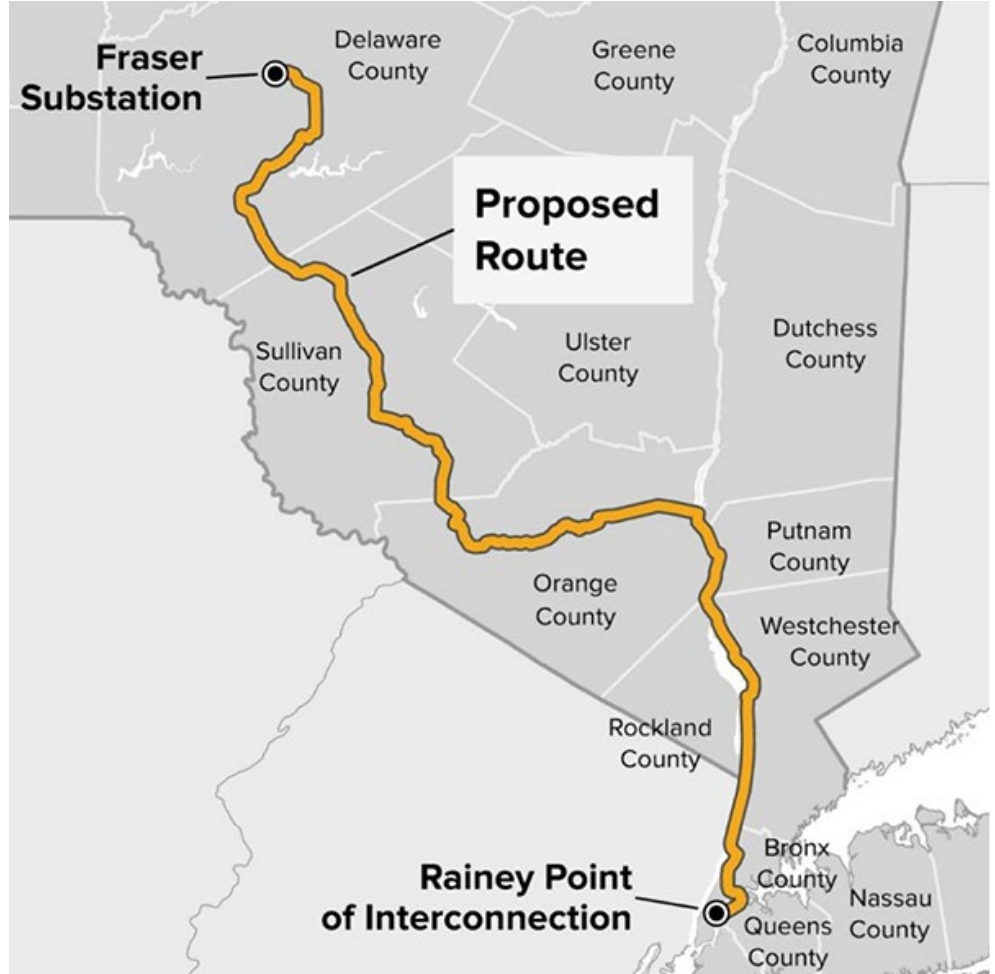 Fraser
Substation
Delaware
County
Greene
County
Columbia
County
Proposed
Route
Sullivan
County
Ulster
County
Dutchess
County
Putnam
County
Orange
County
Westchester
County
Rockland
County
Rainey Point
of Interconnection
Bronx
County
Nassau
County
Queens
County